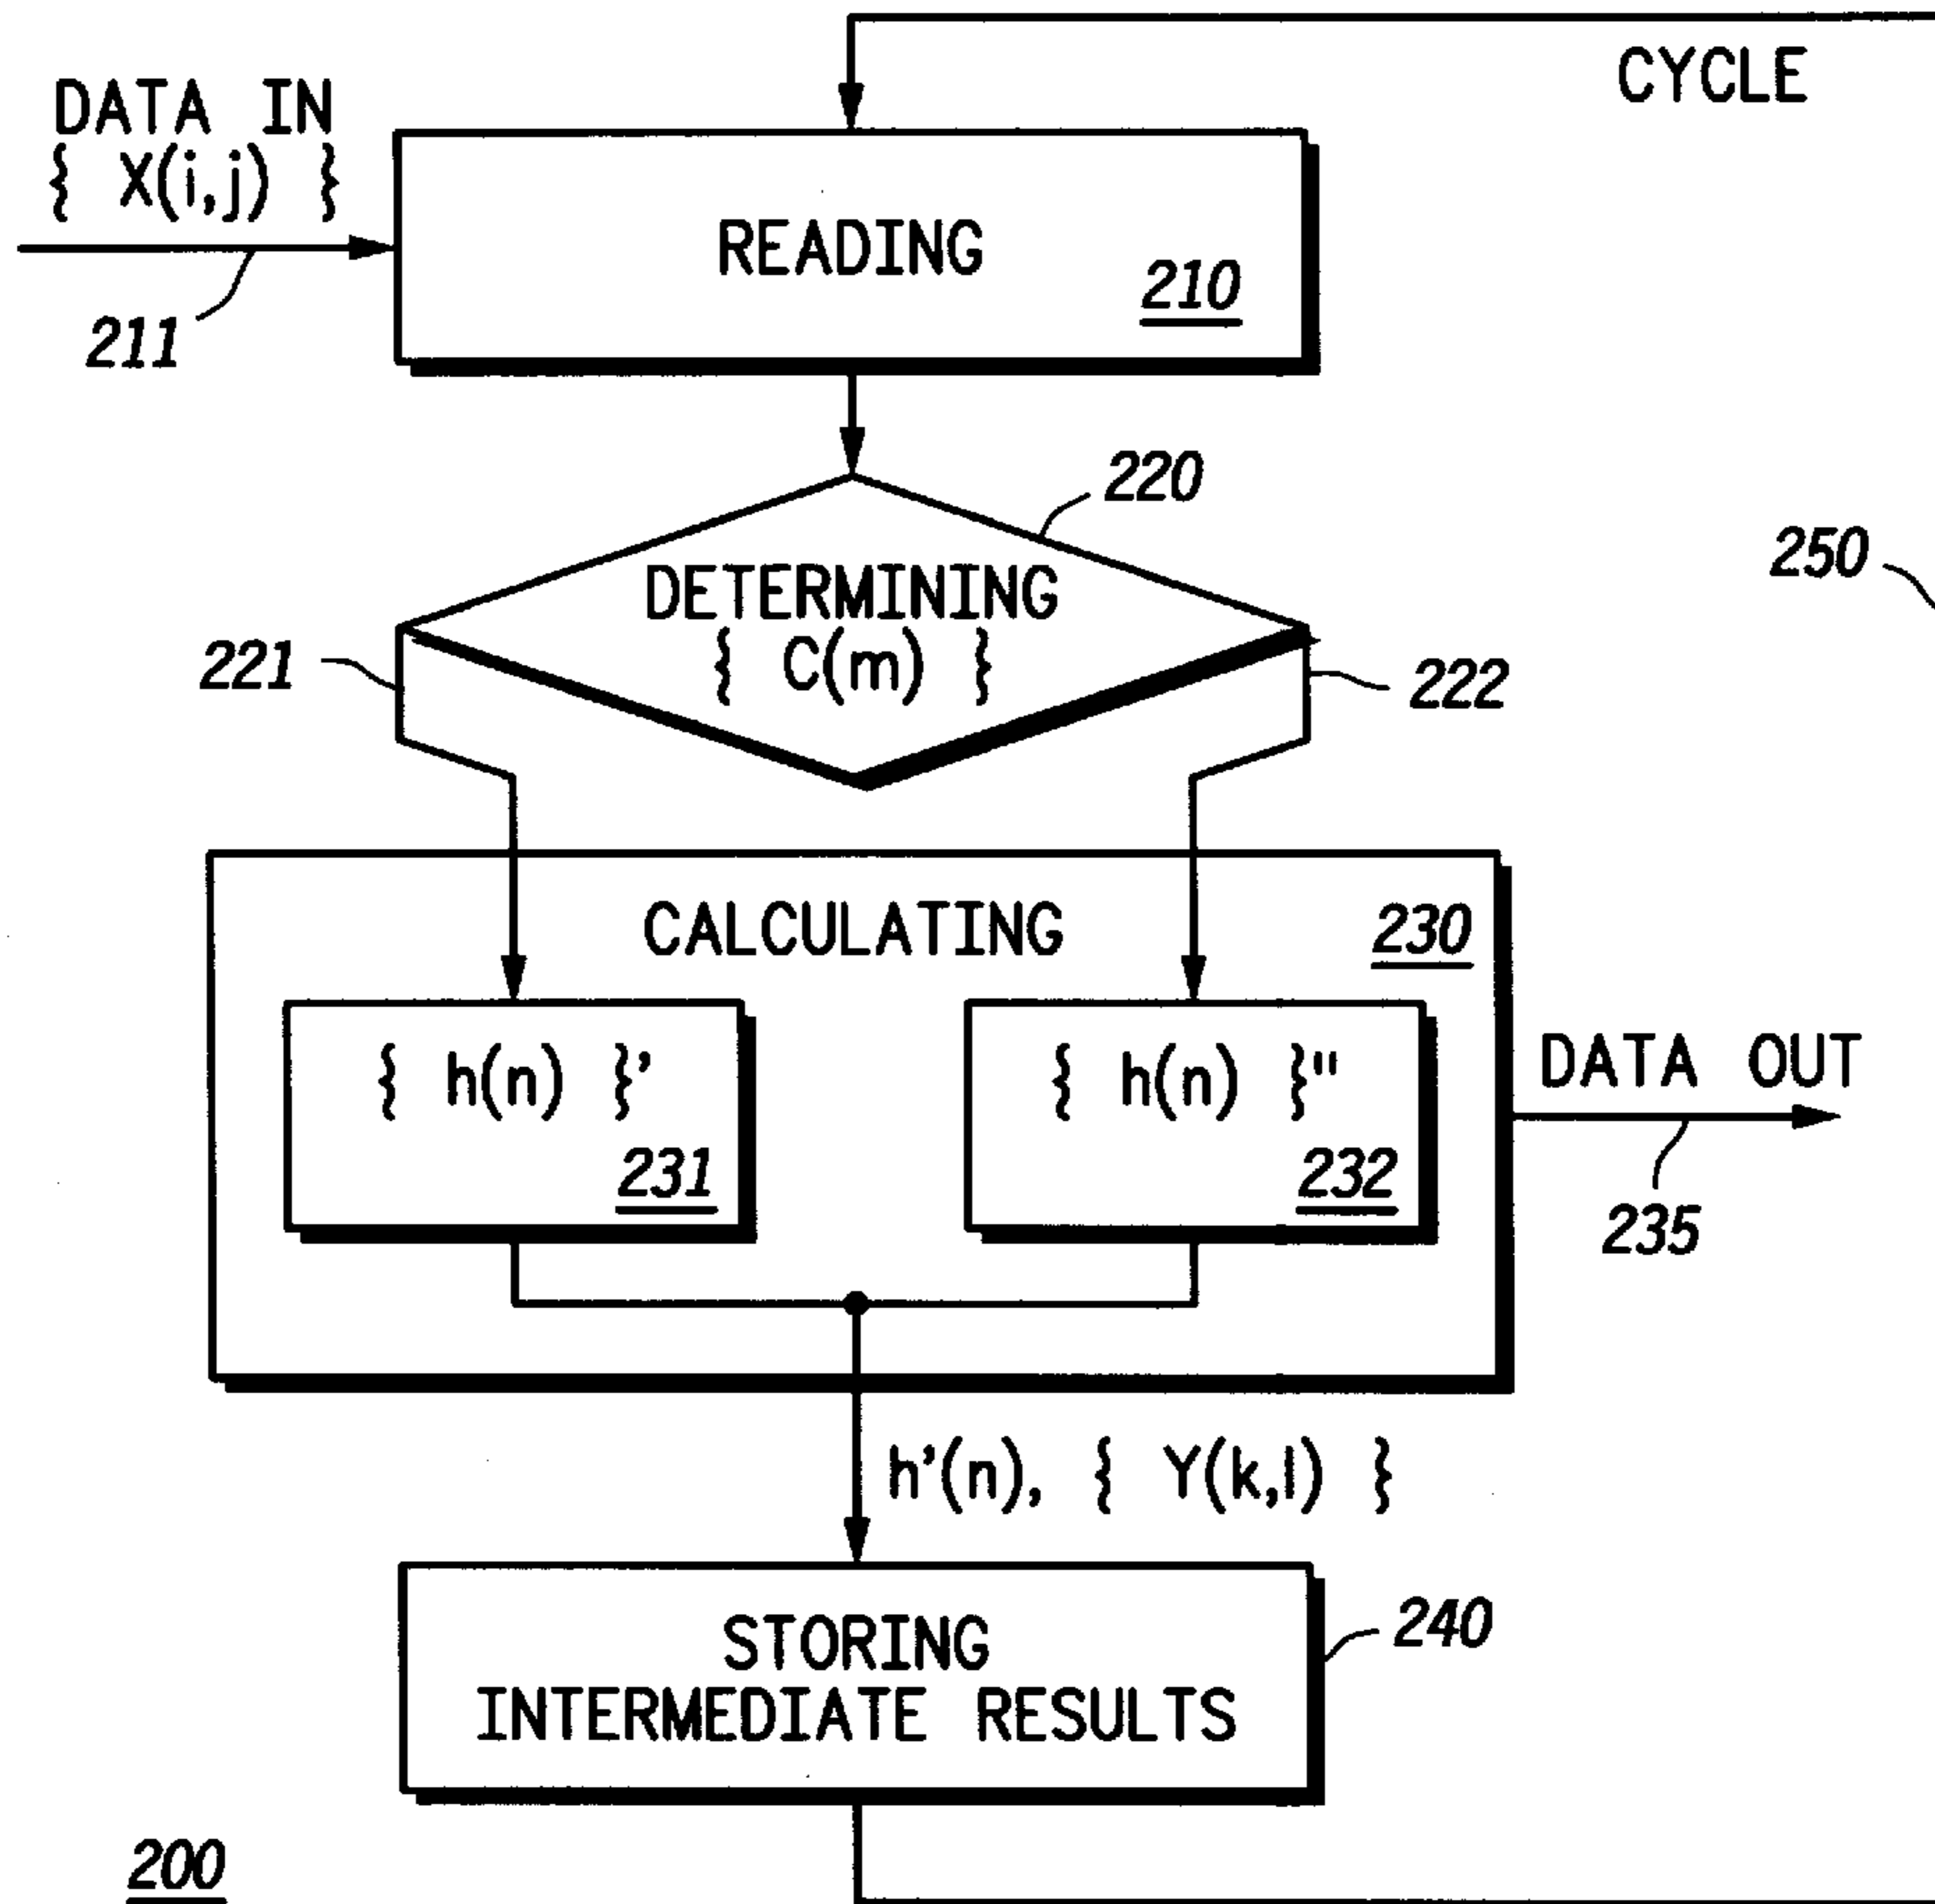 CYCLE
DATA IN
{ X(i,j) }
211
READING
210
220
DETERMINING
{ C(m) }
221
222
250
CALCULATING
230
{ h(n) }'
231
{ h(n) }"
232
DATA OUT
235
h'(n), { Y(k,l) }
STORING
INTERMEDIATE RESULTS
240
200